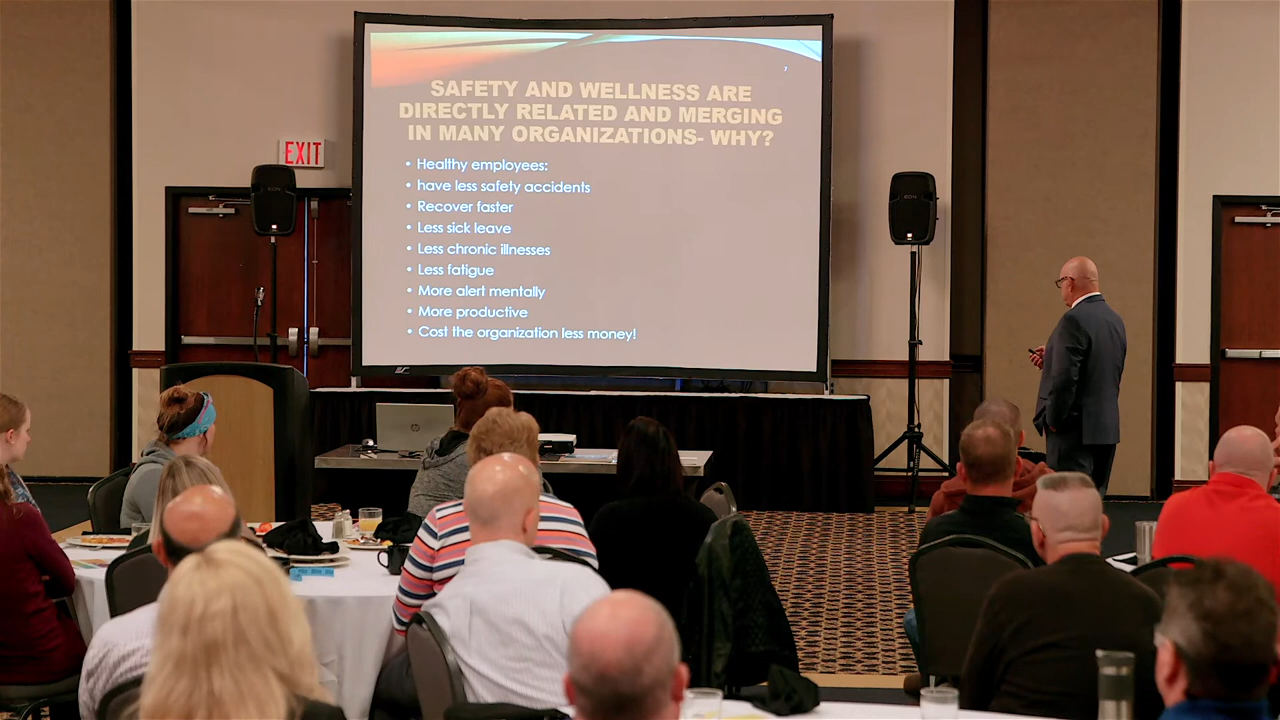 7
SAFETY AND WELLNESS ARE
DIRECTLY RELATED AND MERGING
IN MANY ORGANIZATIONS- WHY?
• Healthy employees:
• have less safety accidents
• Recover faster
• Less sick leave
• Less chronic illnesses
• Less fatigue
• More alert mentally
• More productive
• Cost the organization less money!
EXIT